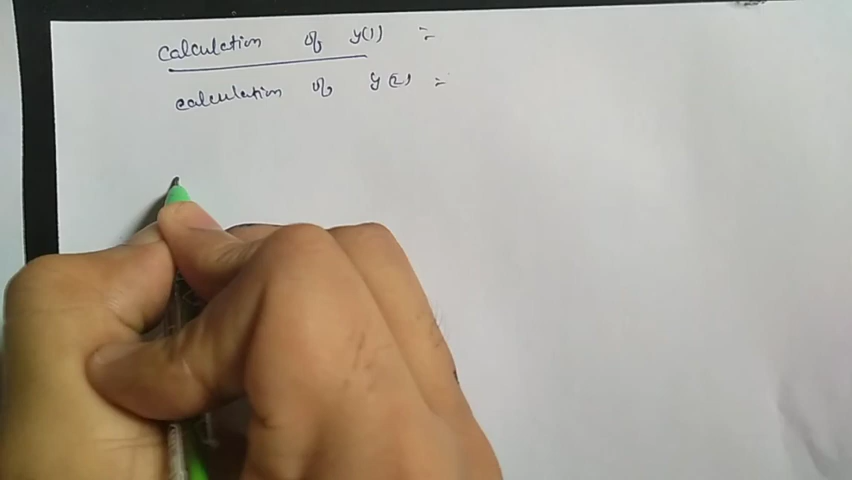 calculation of y(1) =
calculation of y(2) =